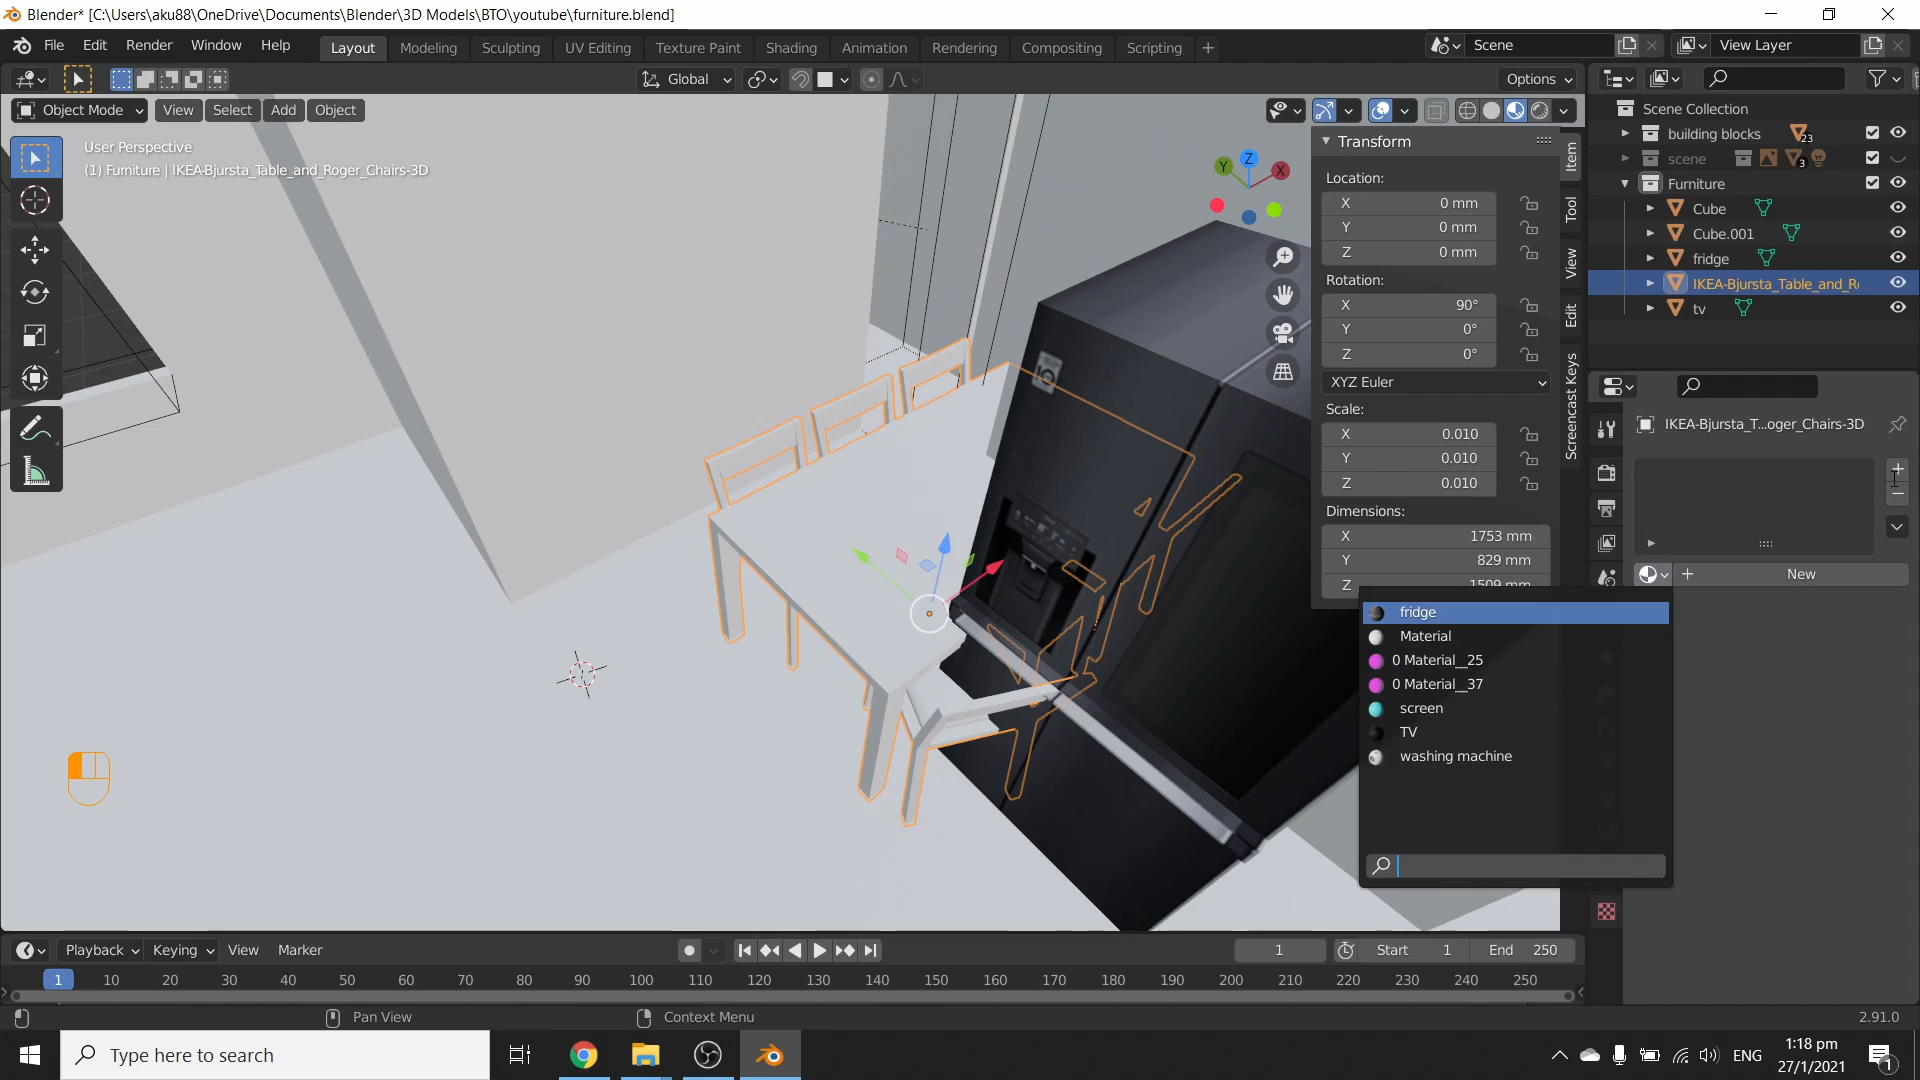 Blender* [C:\Users\aku88\OneDrive\Documents\Blender\3D Models\BTO\youtube\furniture.blend]
File Edit Render Window Help Layout Modeling Sculpting UV Editing Texture Paint Shading Animation Rendering Compositing Scripting + Scene View Layer
Global Options
Object Mode View Select Add Object
User Perspective
(1) Furniture | IKEA-Bjursta_Table_and_Roger_Chairs-3D
X Y Z
Transform
Location:
X 0 mm
Y 0 mm
Z 0 mm
Rotation:
X 90°
Y 0°
Z 0°
XYZ Euler
Scale:
X 0.010
Y 0.010
Z 0.010
Dimensions:
X 1753 mm
Y 829 mm
Z 1509 mm
Item
Tool
View
Edit
Screencast Keys
Scene Collection
building blocks 23
scene 3
Furniture
Cube
Cube.001
fridge
IKEA-Bjursta_Table_and_R
tv
IKEA-Bjursta_T...oger_Chairs-3D
+ New
fridge
Material
0 Material__25
0 Material__37
screen
TV
washing machine
Playback Keying View Marker 1 Start 1 End 250
1 10 20 30 40 50 60 70 80 90 100 110 120 130 140 150 160 170 180 190 200 210 220 230 240 250
Pan View Context Menu 2.91.0
Type here to search ENG 1:18 pm
27/1/2021 1